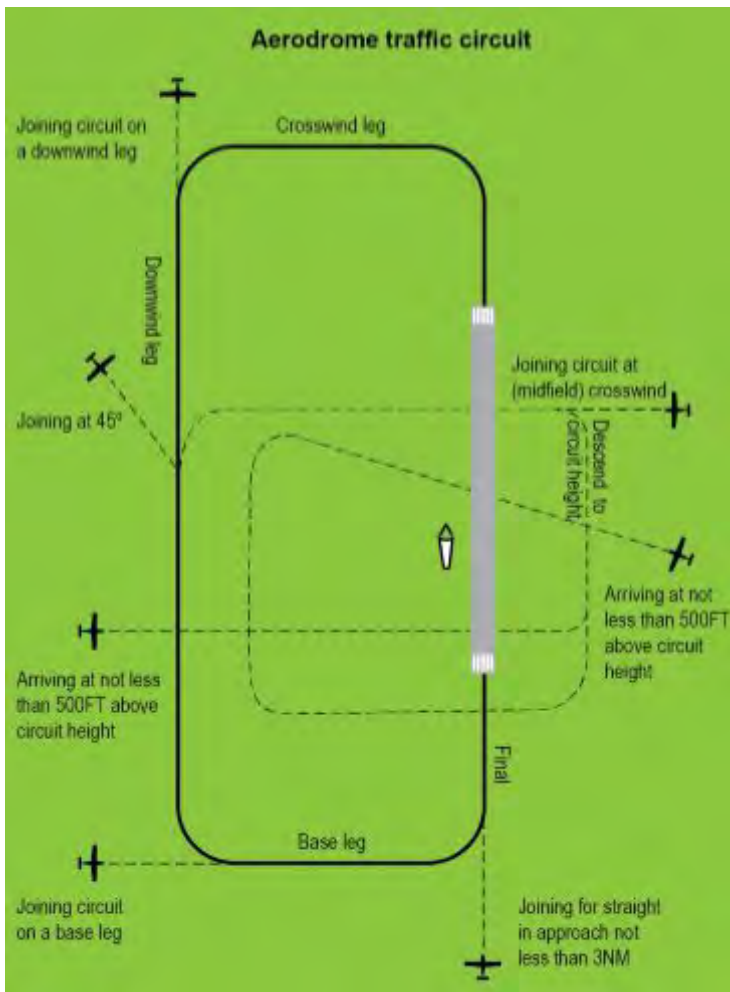 Aerodrome traffic circuit
Joining circuit on
a downwind leg
Crosswind leg
Downwind leg
Joining at 45º
Joining circuit at
(midfield) crosswind
Descend to
circuit height
Arriving at not
less than 500FT
above circuit
height
Arriving at not less
than 500FT above
circuit height
Final
Base leg
Joining circuit
on a base leg
Joining for straight
in approach not
less than 3NM